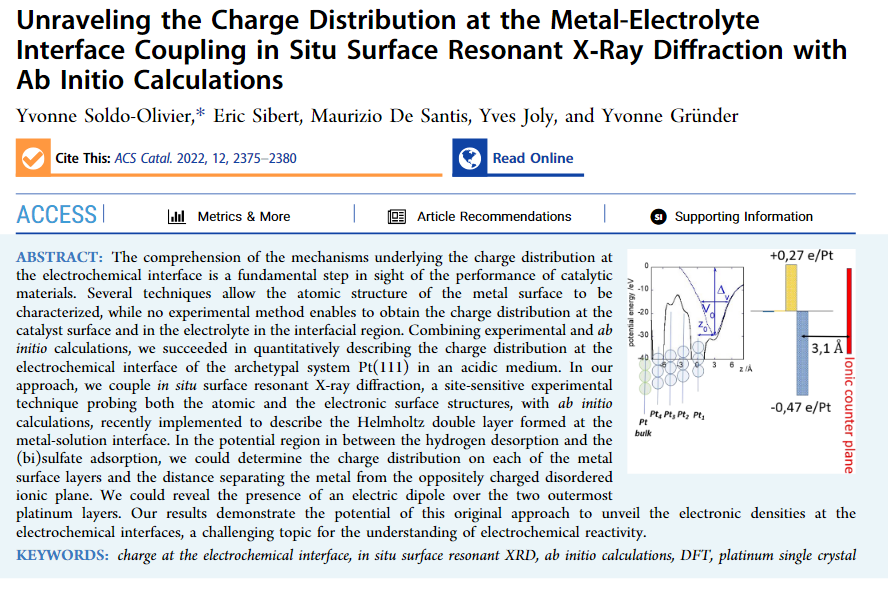 Unraveling the Charge Distribution at the Metal-Electrolyte
Interface Coupling in Situ Surface Resonant X-Ray Diffraction with
Ab Initio Calculations
Yvonne Soldo-Olivier,* Eric Sibert, Maurizio De Santis, Yves Joly, and Yvonne Gründer
Cite This: ACS Catal. 2022, 12, 2375–2380
Read Online
ACCESS
Metrics & More
Article Recommendations
SI Supporting Information
ABSTRACT: The comprehension of the mechanisms underlying the charge distribution at
the electrochemical interface is a fundamental step in sight of the performance of catalytic
materials. Several techniques allow the atomic structure of the metal surface to be
characterized, while no experimental method enables to obtain the charge distribution at the
catalyst surface and in the electrolyte in the interfacial region. Combining experimental and ab
initio calculations, we succeeded in quantitatively describing the charge distribution at the
electrochemical interface of the archetypal system Pt(111) in an acidic medium. In our
approach, we couple in situ surface resonant X-ray diffraction, a site-sensitive experimental
technique probing both the atomic and the electronic surface structures, with ab initio
calculations, recently implemented to describe the Helmholtz double layer formed at the
metal-solution interface. In the potential region in between the hydrogen desorption and the
(bi)sulfate adsorption, we could determine the charge distribution on each of the metal
surface layers and the distance separating the metal from the oppositely charged disordered
ionic plane. We could reveal the presence of an electric dipole over the two outermost
platinum layers. Our results demonstrate the potential of this original approach to unveil the electronic densities at the
electrochemical interfaces, a challenging topic for the understanding of electrochemical reactivity.
KEYWORDS: charge at the electrochemical interface, in situ surface resonant XRD, ab initio calculations, DFT, platinum single crystal
potential energy /eV
0
-10
-20
-30
-40
-3
0
3
6
z /Å
V₀
z₀
Pt₄ Pt₃ Pt₂ Pt₁
Pt
bulk
+0,27 e/Pt
3,1 Å
-0,47 e/Pt
Ionic counter plane